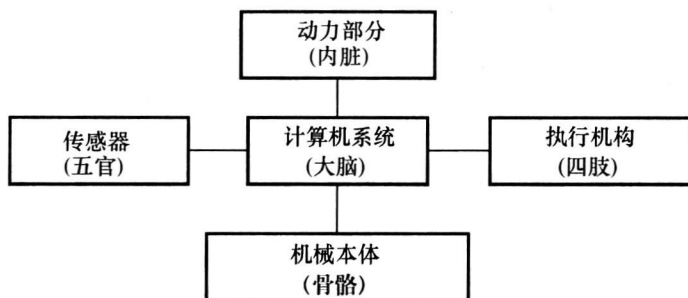 动力部分
(内脏)
传感器
(五官)
计算机系统
(大脑)
执行机构
(四肢)
机械本体
(骨骼)